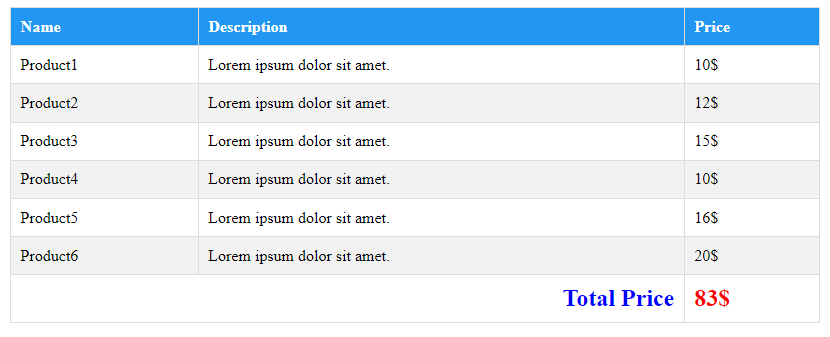 Name Description Price
Product1 Lorem ipsum dolor sit amet. 10$
Product2 Lorem ipsum dolor sit amet. 12$
Product3 Lorem ipsum dolor sit amet. 15$
Product4 Lorem ipsum dolor sit amet. 10$
Product5 Lorem ipsum dolor sit amet. 16$
Product6 Lorem ipsum dolor sit amet. 20$
Total Price 83$